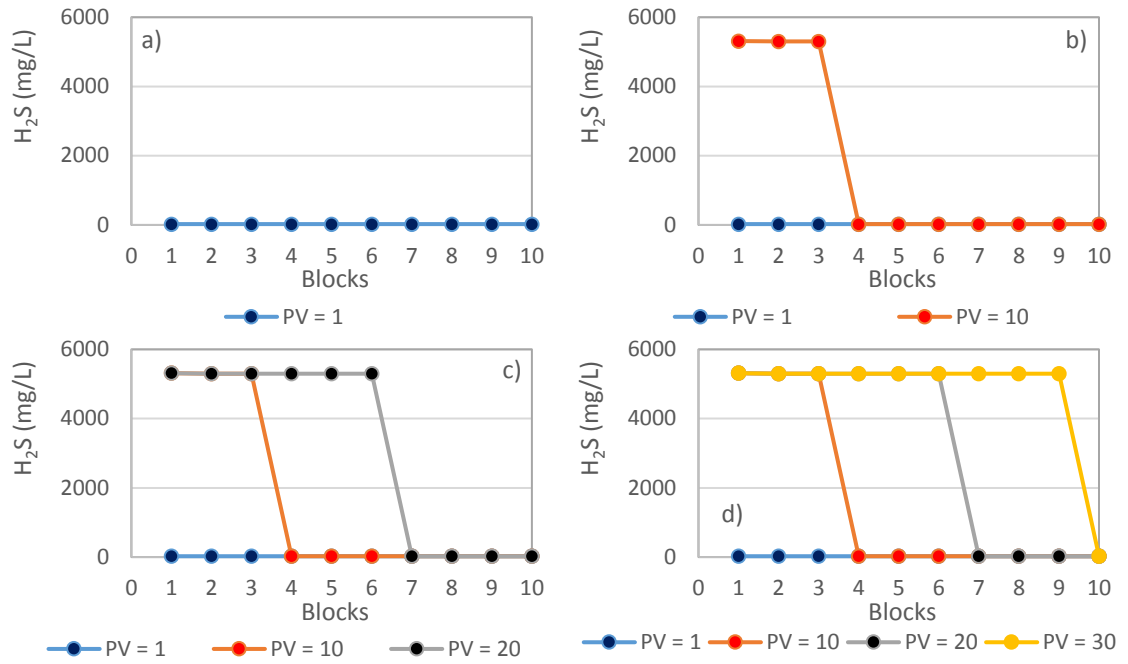 a)
H₂S (mg/L)
6000
4000
2000
0
0 1 2 3 4 5 6 7 8 9 10
Blocks
PV = 1
b)
H₂S (mg/L)
6000
4000
2000
0
0 1 2 3 4 5 6 7 8 9 10
Blocks
PV = 1 PV = 10
c)
H₂S (mg/L)
6000
4000
2000
0
0 1 2 3 4 5 6 7 8 9 10
Blocks
PV = 1 PV = 10 PV = 20
d)
H₂S (mg/L)
6000
4000
2000
0
0 1 2 3 4 5 6 7 8 9 10
Blocks
PV = 1 PV = 10 PV = 20 PV = 30